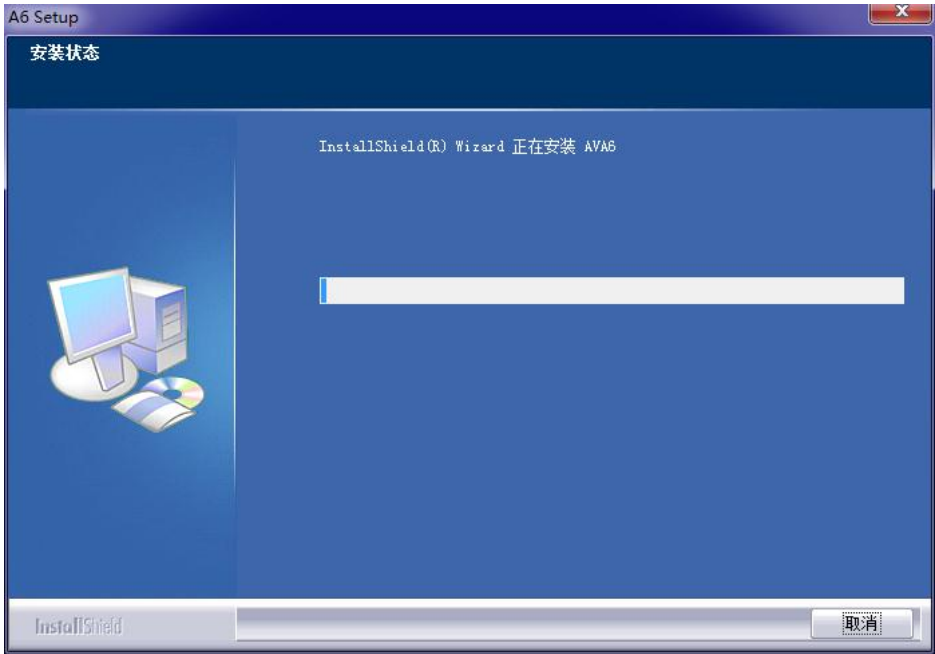 A6 Setup
安装状态
InstallShield(R) Wizard 正在安装 AVA6
InstallShield
取消